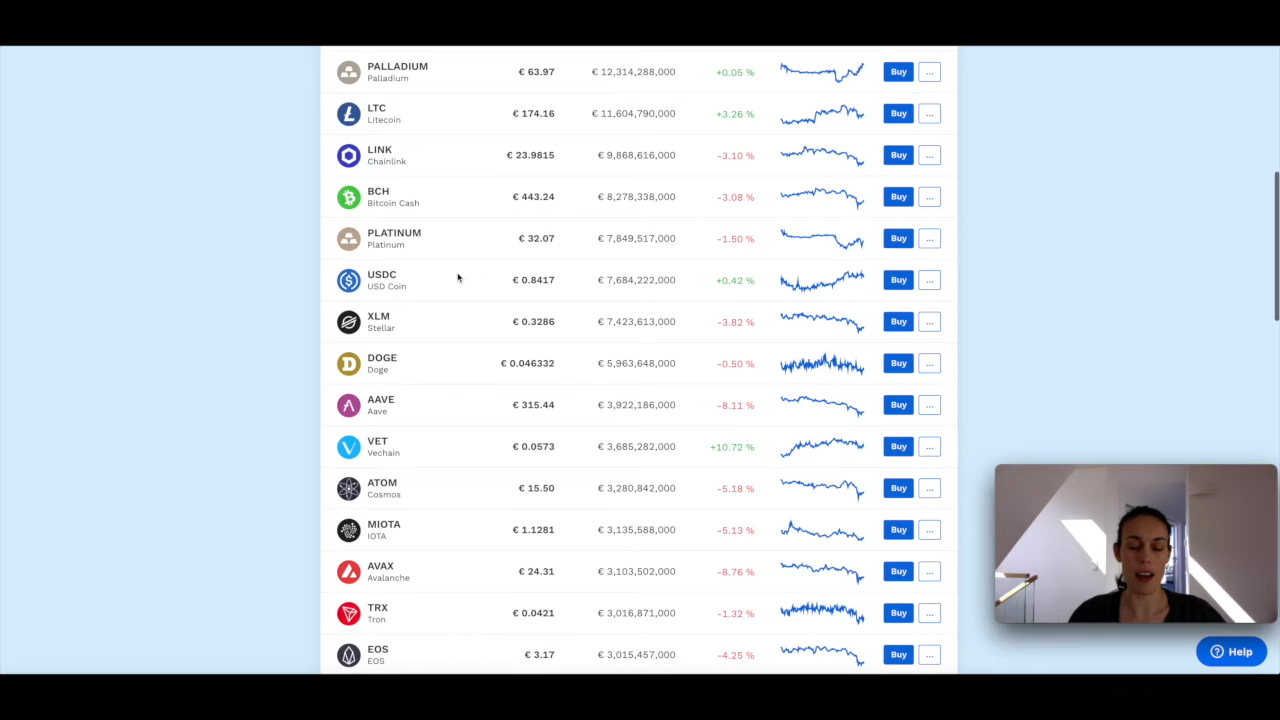 PALLADIUM
Palladium
€ 63.97 € 12,314,288,000 +0.05 % Buy ...
LTC
Litecoin
€ 174.16 € 11,604,790,000 +3.26 % Buy ...
LINK
Chainlink
€ 23.9815 € 9,868,616,000 -3.10 % Buy ...
BCH
Bitcoin Cash
€ 443.24 € 8,278,338,000 -3.08 % Buy ...
PLATINUM
Platinum
€ 32.07 € 7,849,517,000 -1.50 % Buy ...
USDC
USD Coin
€ 0.8417 € 7,684,222,000 +0.42 % Buy ...
XLM
Stellar
€ 0.3286 € 7,423,613,000 -3.82 % Buy ...
DOGE
Doge
€ 0.046332 € 5,963,648,000 -0.50 % Buy ...
AAVE
Aave
€ 315.44 € 3,922,186,000 -8.11 % Buy ...
VET
Vechain
€ 0.0573 € 3,685,282,000 +10.72 % Buy ...
ATOM
Cosmos
€ 15.50 € 3,280,842,000 -5.18 % Buy ...
MIOTA
IOTA
€ 1.1281 € 3,135,588,000 -5.13 % Buy ...
AVAX
Avalanche
€ 24.31 € 3,103,502,000 -8.76 % Buy ...
TRX
Tron
€ 0.0421 € 3,016,871,000 -1.32 % Buy ...
EOS
EOS
€ 3.17 € 3,015,457,000 -4.25 % Buy ...
Help